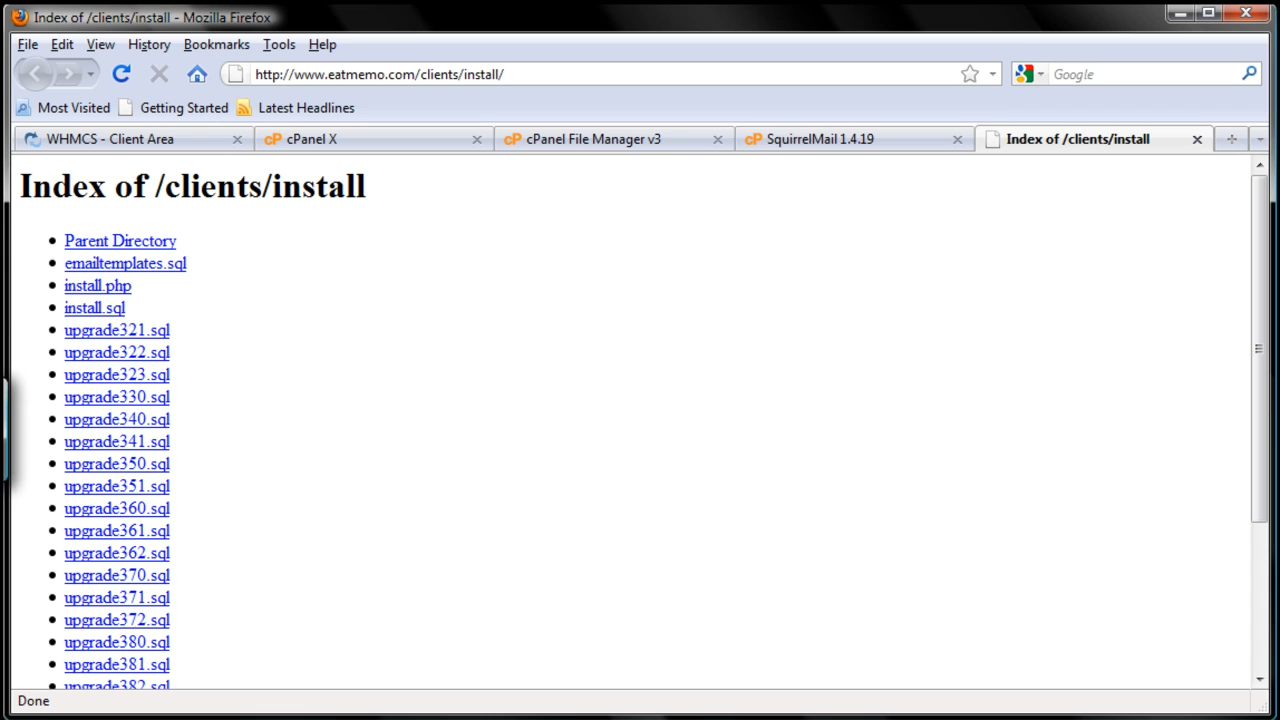 Index of /clients/install - Mozilla Firefox
File Edit View History Bookmarks Tools Help
http://www.eatmemo.com/clients/install/ Google
Most Visited Getting Started Latest Headlines
WHMCS - Client Area cPanel X cPanel File Manager v3 SquirrelMail 1.4.19 Index of /clients/install
Index of /clients/install
Parent Directory
emailtemplates.sql
install.php
install.sql
upgrade321.sql
upgrade322.sql
upgrade323.sql
upgrade330.sql
upgrade340.sql
upgrade341.sql
upgrade350.sql
upgrade351.sql
upgrade360.sql
upgrade361.sql
upgrade362.sql
upgrade370.sql
upgrade371.sql
upgrade372.sql
upgrade380.sql
upgrade381.sql
upgrade382.sql
Done